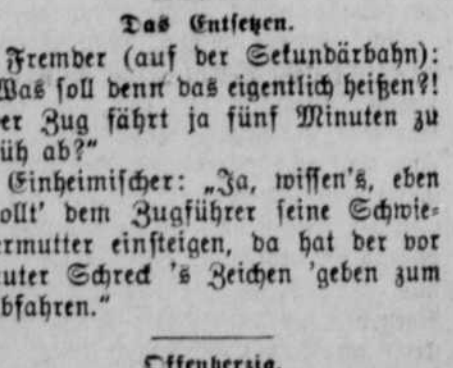 Das Entsetzen.
Fremder (auf der Sekundärbahn):
Was soll denn das eigentlich heißen?!
er Zug fährt ja fünf Minuten zu
üh ab?"
Einheimischer: „Ja, wissen's, eben
ollt' dem Zugführer seine Schwie-
ermutter einsteigen, da hat der vor
uter Schreck 's Zeichen 'geben zum
bfahren."
Offenherzig.